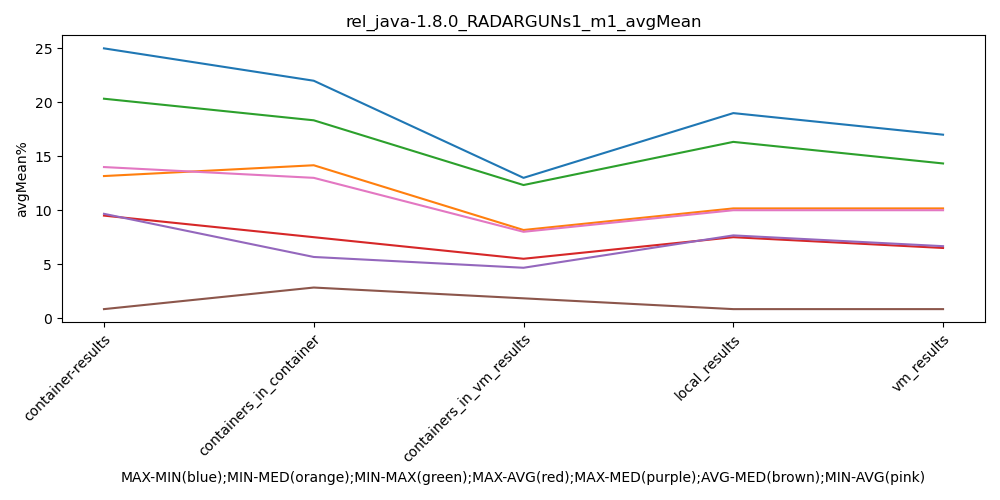 rel_java-1.8.0_RADARGUNs1_m1_avgMean
avgMean%
25
20
15
10
5
0
container-results
containers_in_container
containers_in_vm_results
local_results
vm_results
MAX-MIN(blue);MIN-MED(orange);MIN-MAX(green);MAX-AVG(red);MAX-MED(purple);AVG-MED(brown);MIN-AVG(pink)